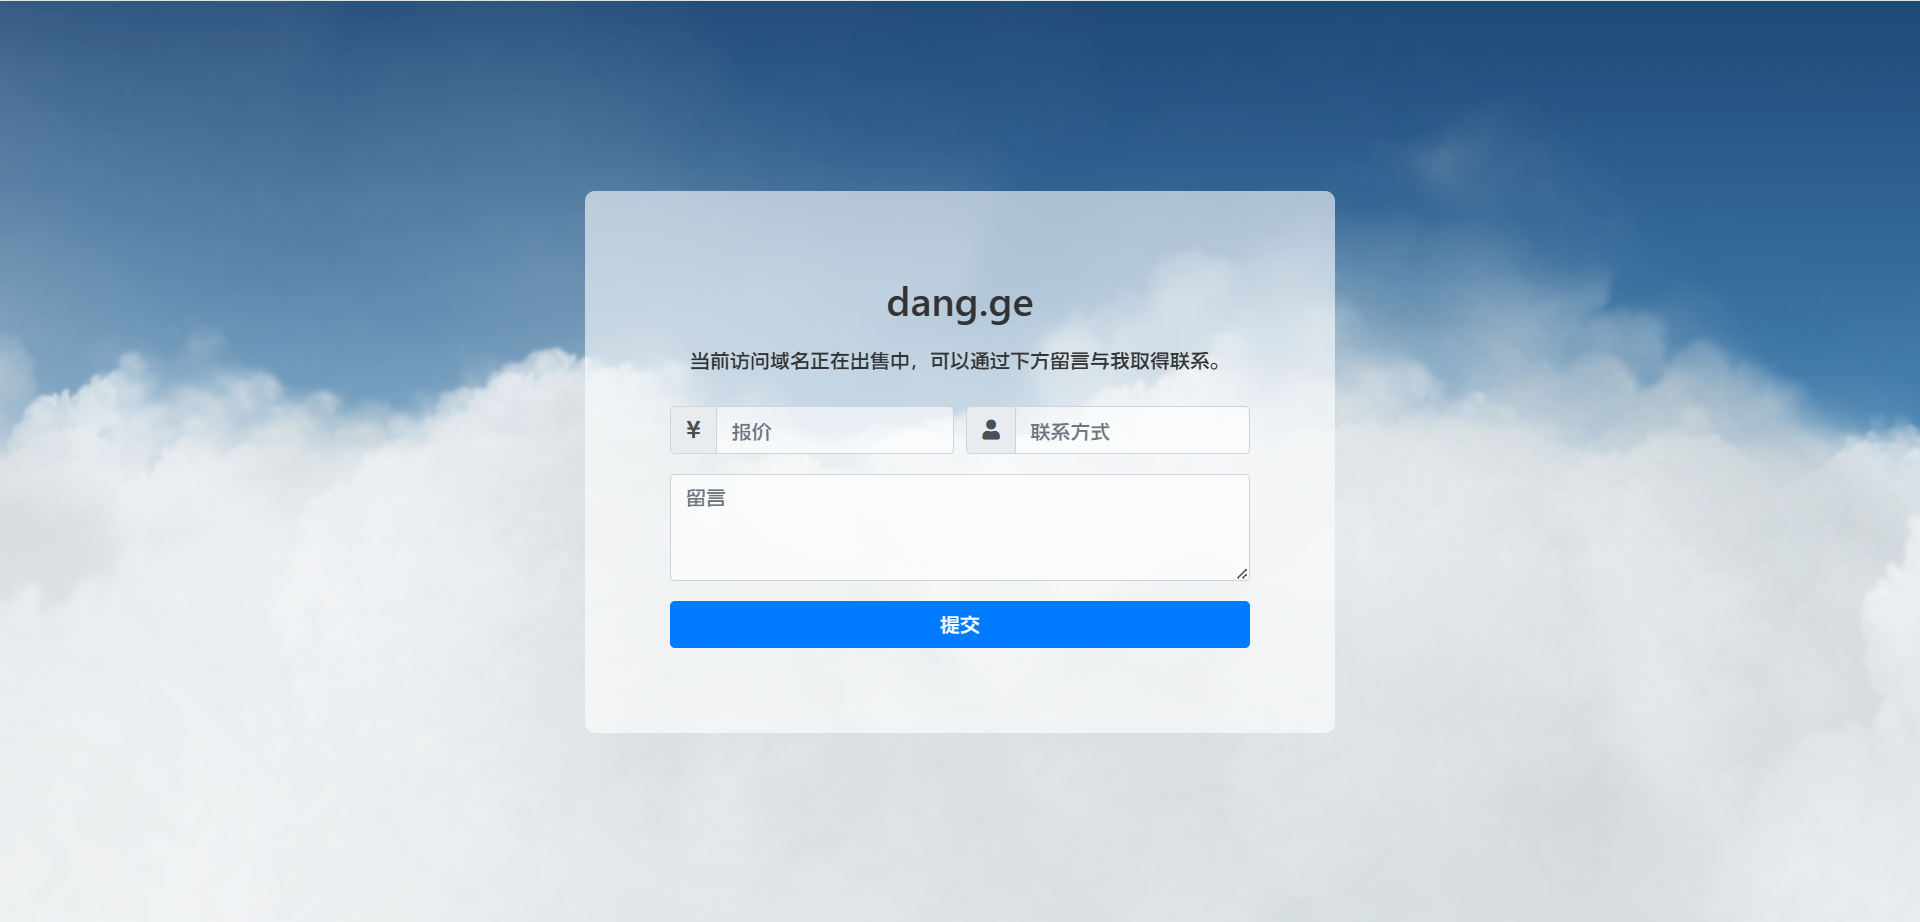 dang.ge
当前访问域名正在出售中，可以通过下方留言与我取得联系。
¥ 报价
联系方式
留言
提交